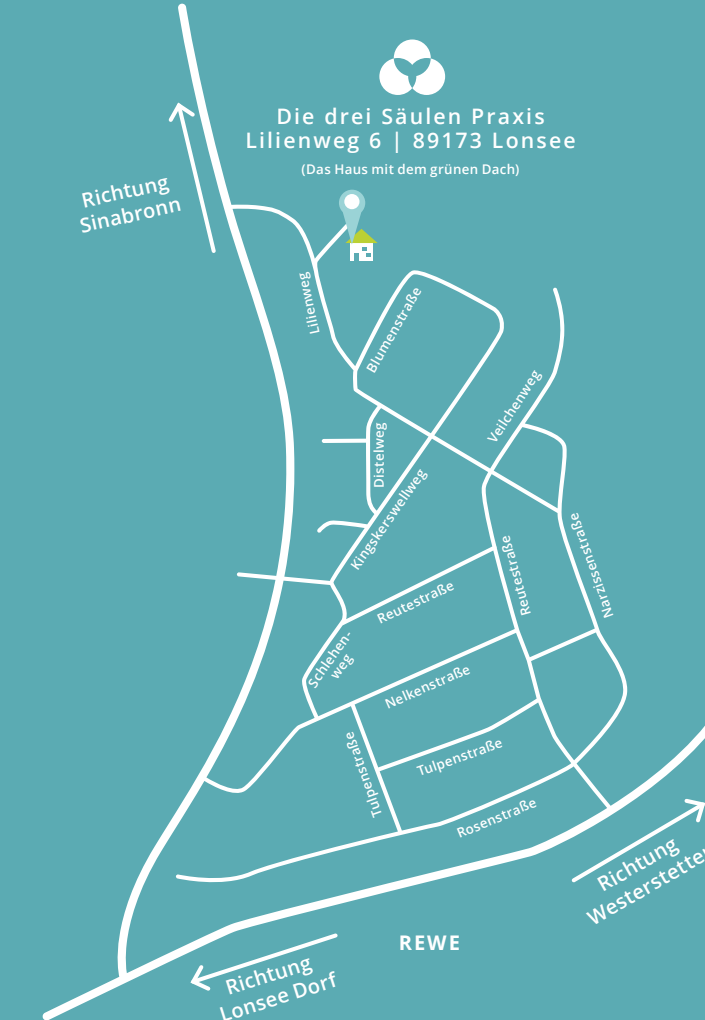 Die drei Säulen Praxis
Lilienweg 6 | 89173 Lonsee
(Das Haus mit dem grünen Dach)
Richtung
Sinabronn
Lilienweg
Blumenstraße
Veilchenweg
Distelweg
Kingskerswellweg
Reutestraße
Narzissenstraße
Reutestraße
Schlehen-
weg
Nelkenstraße
Tulpenstraße
Tulpenstraße
Rosenstraße
Richtung
Westerstetten
REWE
Richtung
Lonsee Dorf